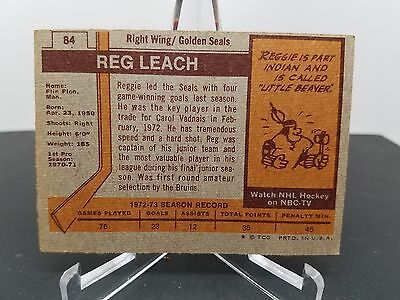 84
Right Wing/Golden Seals
REG LEACH
Home:
Flin Flon,
Man.
Born:
Apr. 23, 1950
Shoots: Right
Height: 6'0"
Weight: 185
1st Pro
Season:
1970-71
Reggie led the Seals with four
game-winning goals last season.
He was the key player in the
trade for Carol Vadnais in Feb-
ruary, 1972. He has tremendous
speed and a hard shot. Reg was
captain of his junior team and
the most valuable player in his
league during his final junior sea-
son. Was first round amateur
selection by the Bruins.
REGGIE IS PART
INDIAN AND
IS CALLED
"LITTLE BEAVER".
Watch NHL Hockey
on NBC-TV
1972-73 SEASON RECORD
GAMES PLAYED GOALS ASSISTS TOTAL POINTS PENALTY MIN.
76 23 12 35 45
* © TCG PRTD. IN U.S.A.